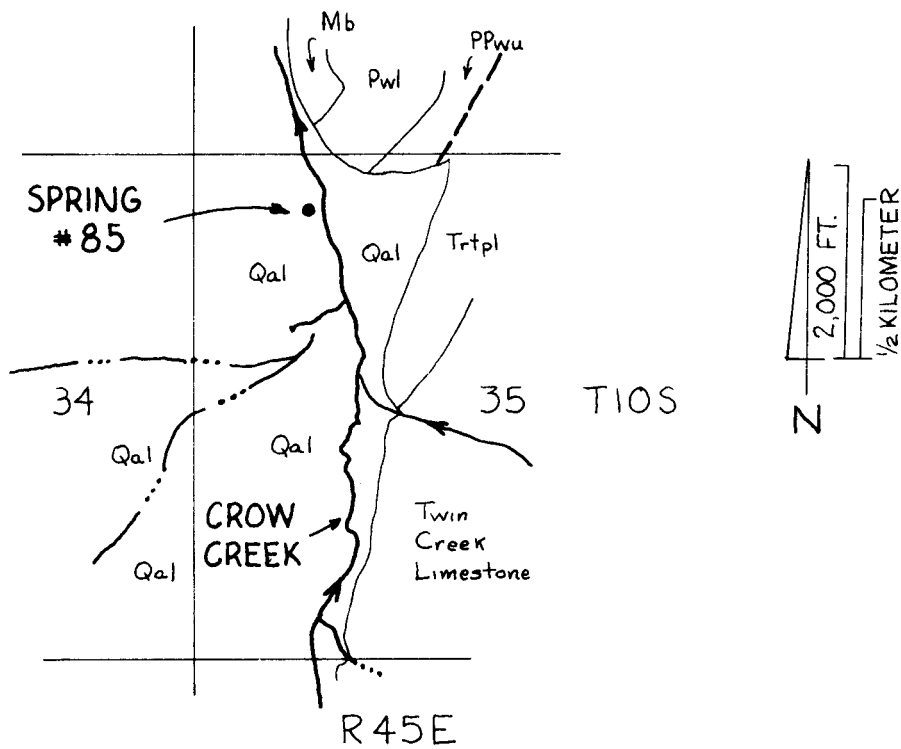 Mb
PPwu
Pwl
SPRING
#85
Qal
Trtpl
Qal
34
35
T10S
Qal
Qal
CROW
CREEK
Twin
Creek
Limestone
Qal
R45E
2,000 FT.
1/2 KILOMETER
N